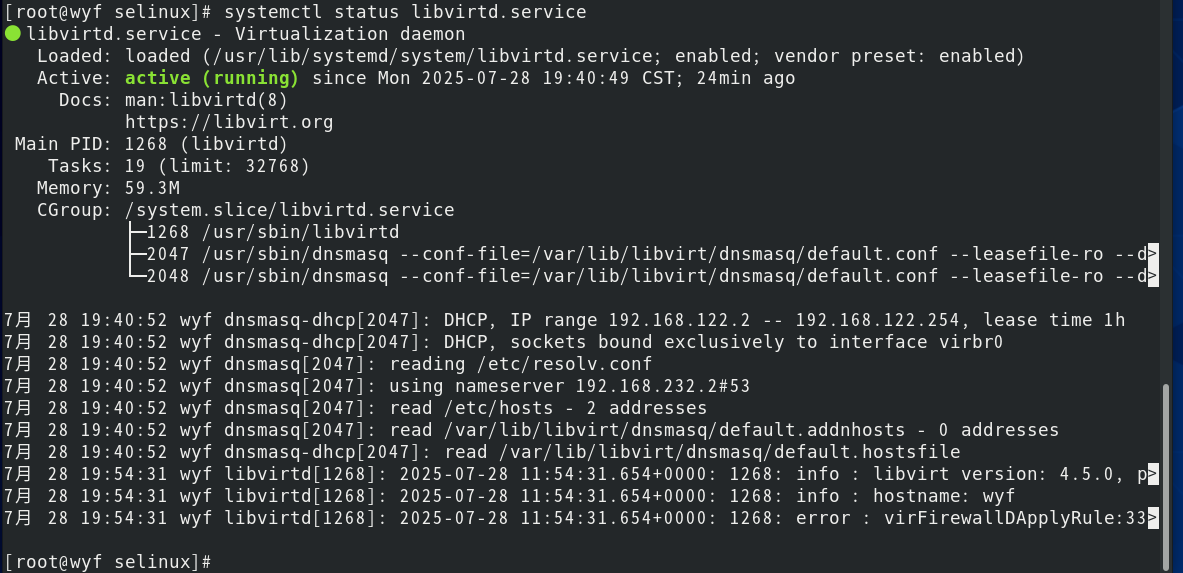 [root@wyf selinux]# systemctl status libvirtd.service
● libvirtd.service - Virtualization daemon
   Loaded: loaded (/usr/lib/systemd/system/libvirtd.service; enabled; vendor preset: enabled)
   Active: active (running) since Mon 2025-07-28 19:40:49 CST; 24min ago
     Docs: man:libvirtd(8)
           https://libvirt.org
 Main PID: 1268 (libvirtd)
    Tasks: 19 (limit: 32768)
   Memory: 59.3M
   CGroup: /system.slice/libvirtd.service
           ├─1268 /usr/sbin/libvirtd
           ├─2047 /usr/sbin/dnsmasq --conf-file=/var/lib/libvirt/dnsmasq/default.conf --leasefile-ro --d>
           └─2048 /usr/sbin/dnsmasq --conf-file=/var/lib/libvirt/dnsmasq/default.conf --leasefile-ro --d>

7月 28 19:40:52 wyf dnsmasq-dhcp[2047]: DHCP, IP range 192.168.122.2 -- 192.168.122.254, lease time 1h
7月 28 19:40:52 wyf dnsmasq-dhcp[2047]: DHCP, sockets bound exclusively to interface virbr0
7月 28 19:40:52 wyf dnsmasq[2047]: reading /etc/resolv.conf
7月 28 19:40:52 wyf dnsmasq[2047]: using nameserver 192.168.232.2#53
7月 28 19:40:52 wyf dnsmasq[2047]: read /etc/hosts - 2 addresses
7月 28 19:40:52 wyf dnsmasq[2047]: read /var/lib/libvirt/dnsmasq/default.addnhosts - 0 addresses
7月 28 19:40:52 wyf dnsmasq-dhcp[2047]: read /var/lib/libvirt/dnsmasq/default.hostsfile
7月 28 19:54:31 wyf libvirtd[1268]: 2025-07-28 11:54:31.654+0000: 1268: info : libvirt version: 4.5.0, p>
7月 28 19:54:31 wyf libvirtd[1268]: 2025-07-28 11:54:31.654+0000: 1268: info : hostname: wyf
7月 28 19:54:31 wyf libvirtd[1268]: 2025-07-28 11:54:31.654+0000: 1268: error : virFirewallDApplyRule:33>

[root@wyf selinux]#